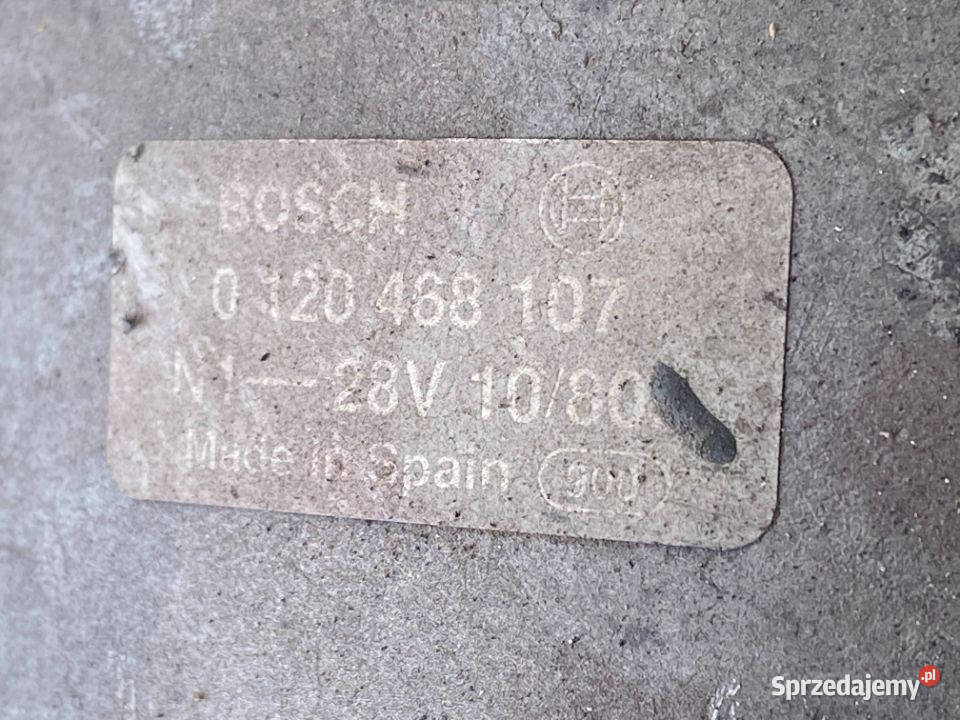 BOSCH
0 120 468 107
N1 — 28V 10/80
Made in Spain
Sprzedajemy.pl